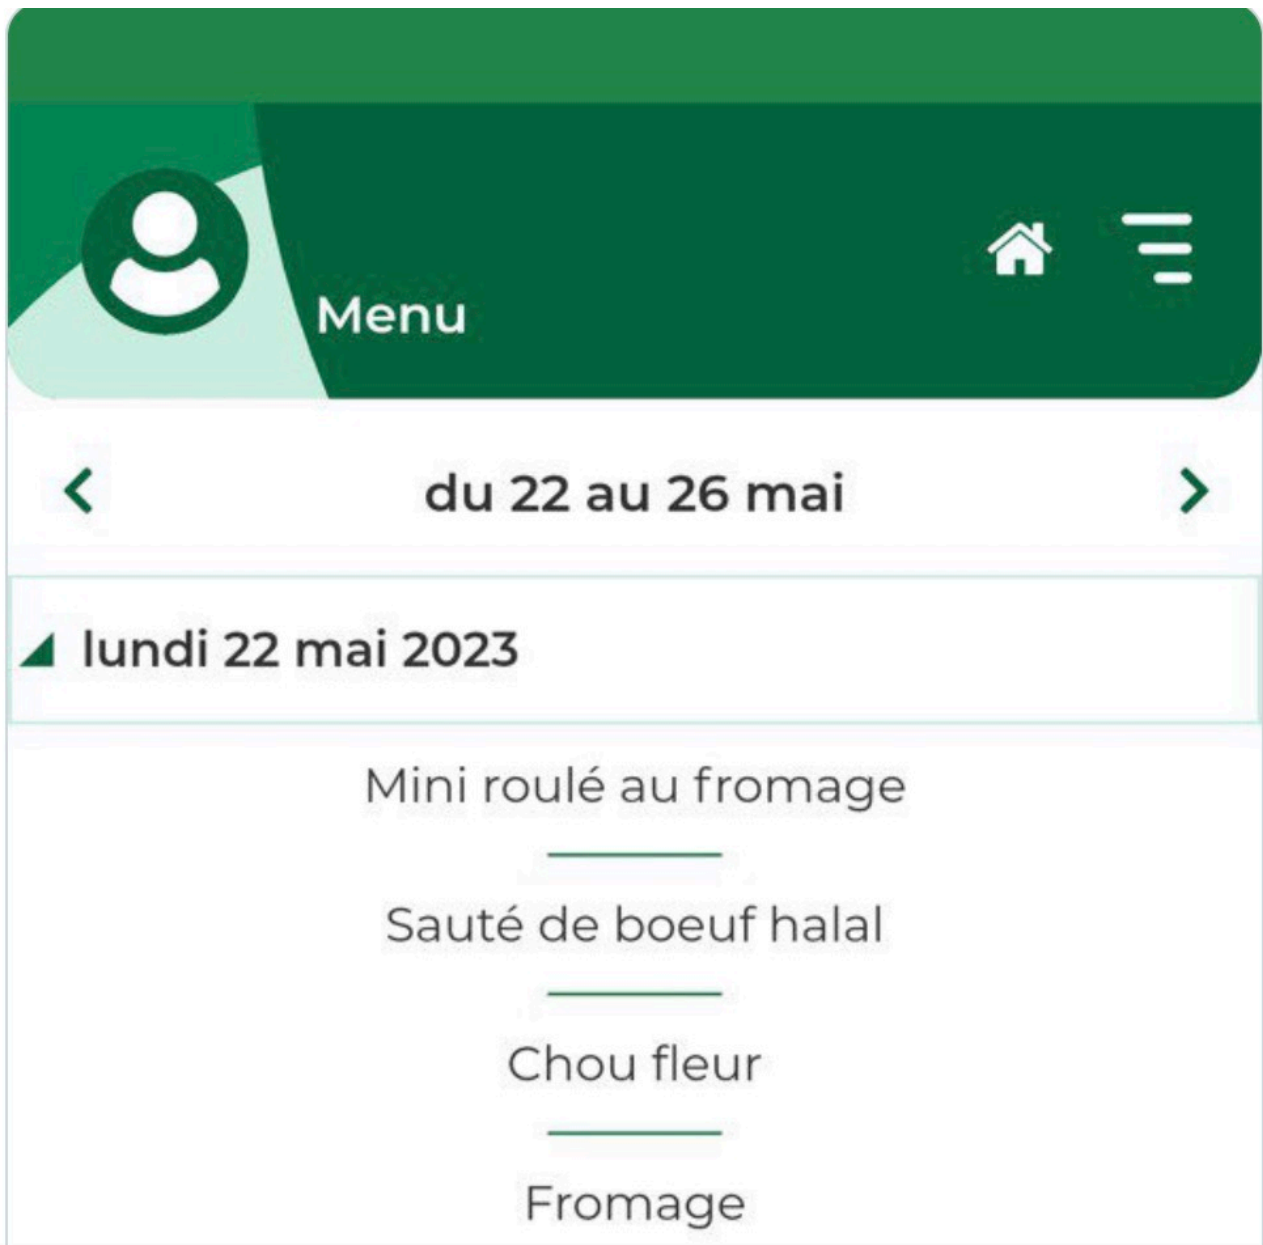 Menu
du 22 au 26 mai
lundi 22 mai 2023
Mini roulé au fromage
Sauté de boeuf halal
Chou fleur
Fromage